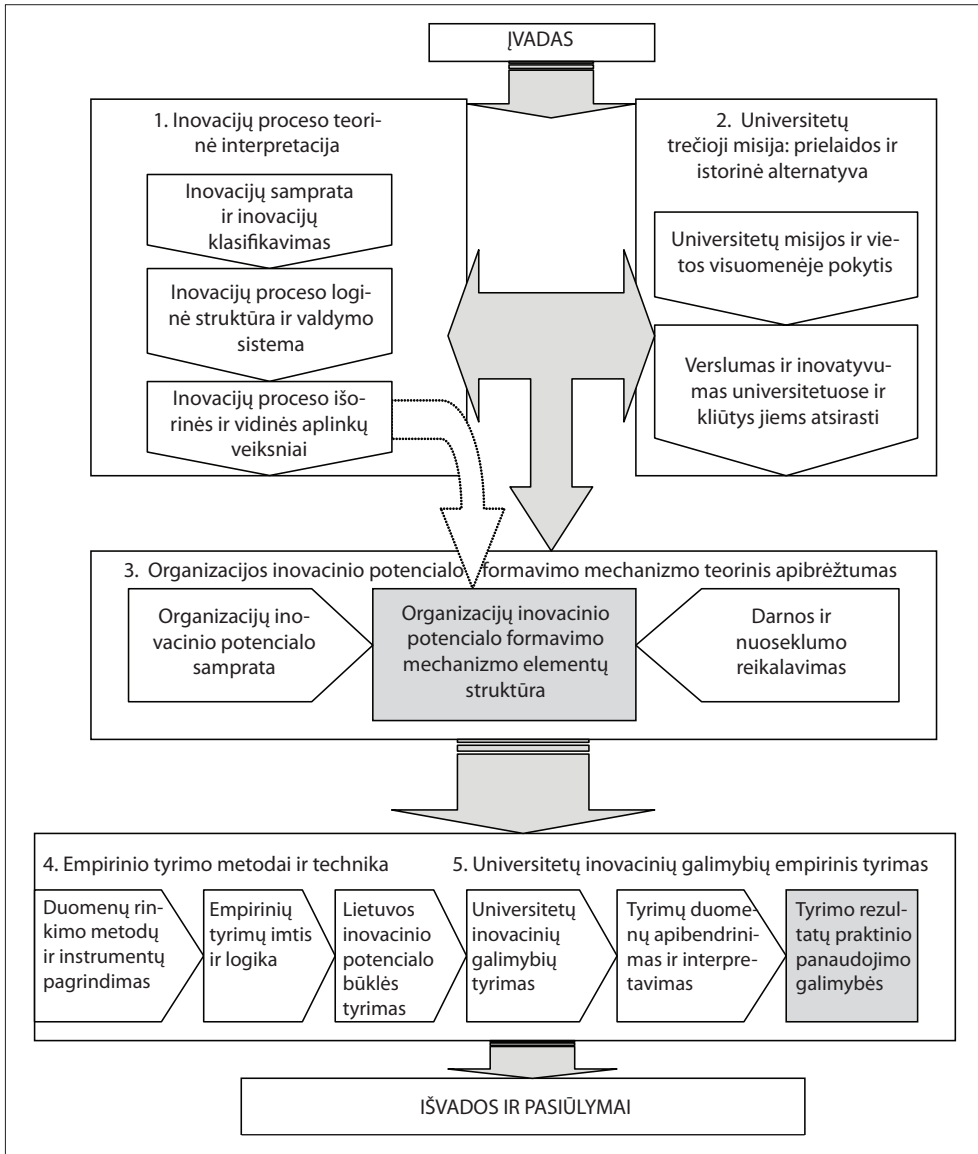 ĮVADAS
1. Inovacijų proceso teori-
nė interpretacija
Inovacijų samprata
ir inovacijų
klasifikavimas
Inovacijų proceso logi-
nė struktūra ir valdymo
sistema
Inovacijų proceso išo-
rinės ir vidinės aplinkų
veiksniai
2. Universitetų
trečioji misija: prielaidos ir
istorinė alternatyva
Universitetų misijos ir vie-
tos visuomenėje pokytis
Verslumas ir inovatyvu-
mas universitetuose ir
kliūtys jiems atsirasti
3. Organizacijos inovacinio potencialo formavimo mechanizmo teorinis apibrėžtumas
Organizacijų ino-
vacinio potencialo
samprata
Organizacijų inovacinio
potencialo formavimo
mechanizmo elementų
struktūra
Darnos ir
nuoseklumo
reikalavimas
4. Empirinio tyrimo metodai ir technika
5. Universitetų inovacinių galimybių empirinis tyrimas
Duomenų rin-
kimo metodų
ir instrumentų
pagrindimas
Empirinių
tyrimų imtis
ir logika
Lietuvos
inovacinio
potencialo
būklės
tyrimas
Universitetų
inovacinių
galimybių
tyrimas
Tyrimų duome-
nų apibendrini-
mas ir interpre-
tavimas
Tyrimo rezul-
tatų praktinio
panaudojimo
galimybės
IŠVADOS IR PASIŪLYMAI